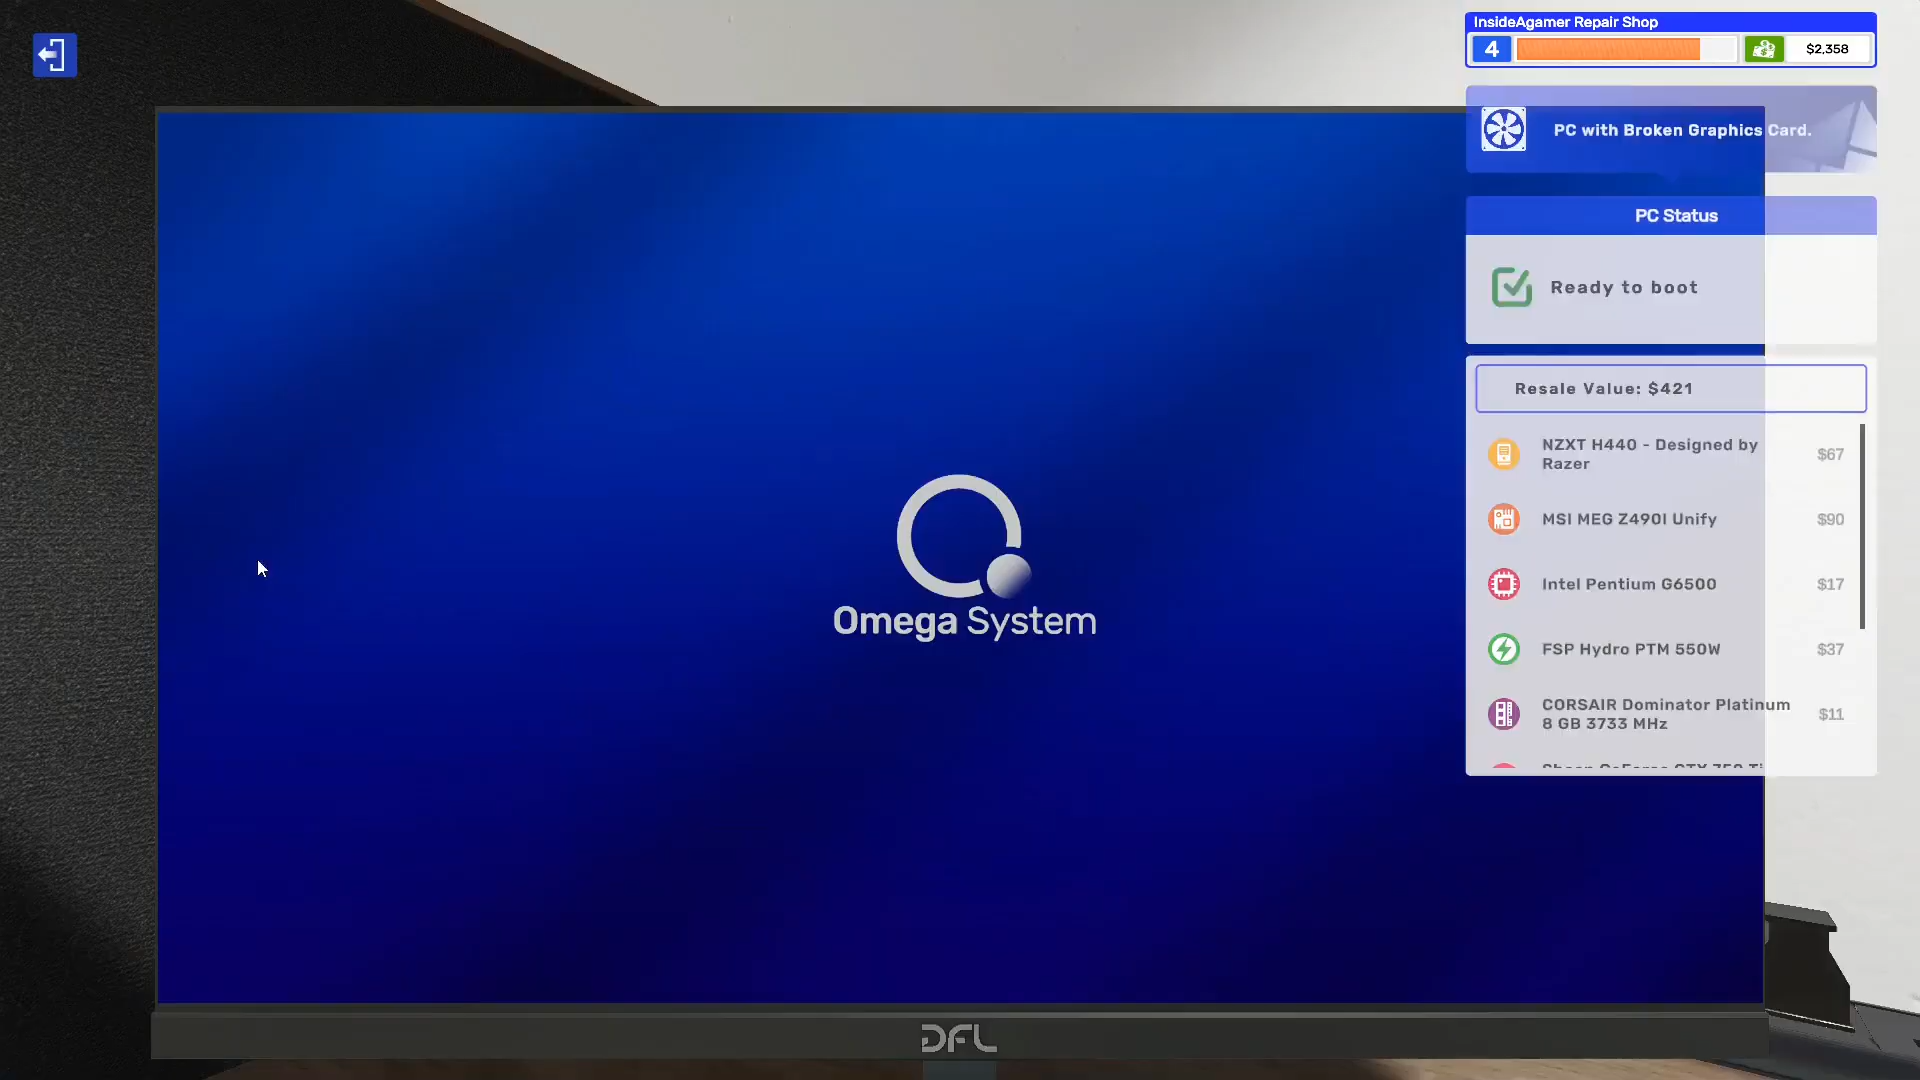 InsideAgamer Repair Shop
4
$2,358
PC with Broken Graphics Card.
PC Status
Ready to boot
Resale Value: $421
NZXT H440 - Designed by
Razer
$67
MSI MEG Z490I Unify
$90
Intel Pentium G6500
$17
FSP Hydro PTM 550W
$37
CORSAIR Dominator Platinum
8 GB 3733 MHz
$11
Omega System
DFL